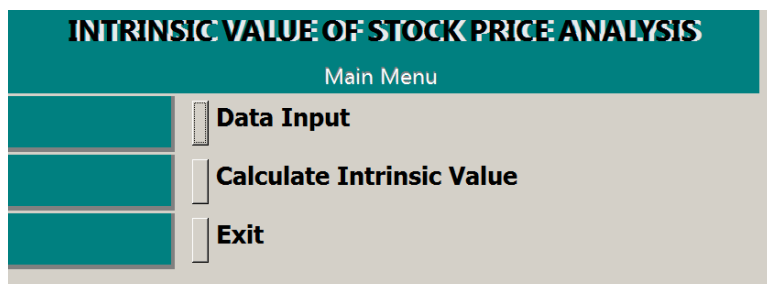 INTRINSIC VALUE OF STOCK PRICE ANALYSIS
Main Menu
Data Input
Calculate Intrinsic Value
Exit